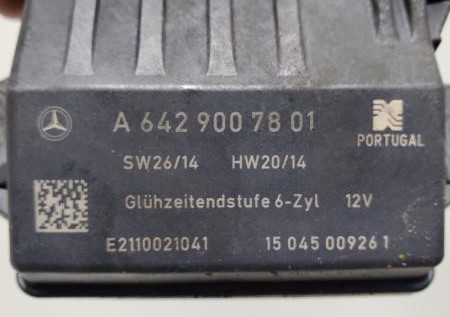 A 642 900 78 01
PORTUGAL
SW26/14 HW20/14
Glühzeitendstufe 6-Zyl 12V
E2110021041 15 045 00926 1